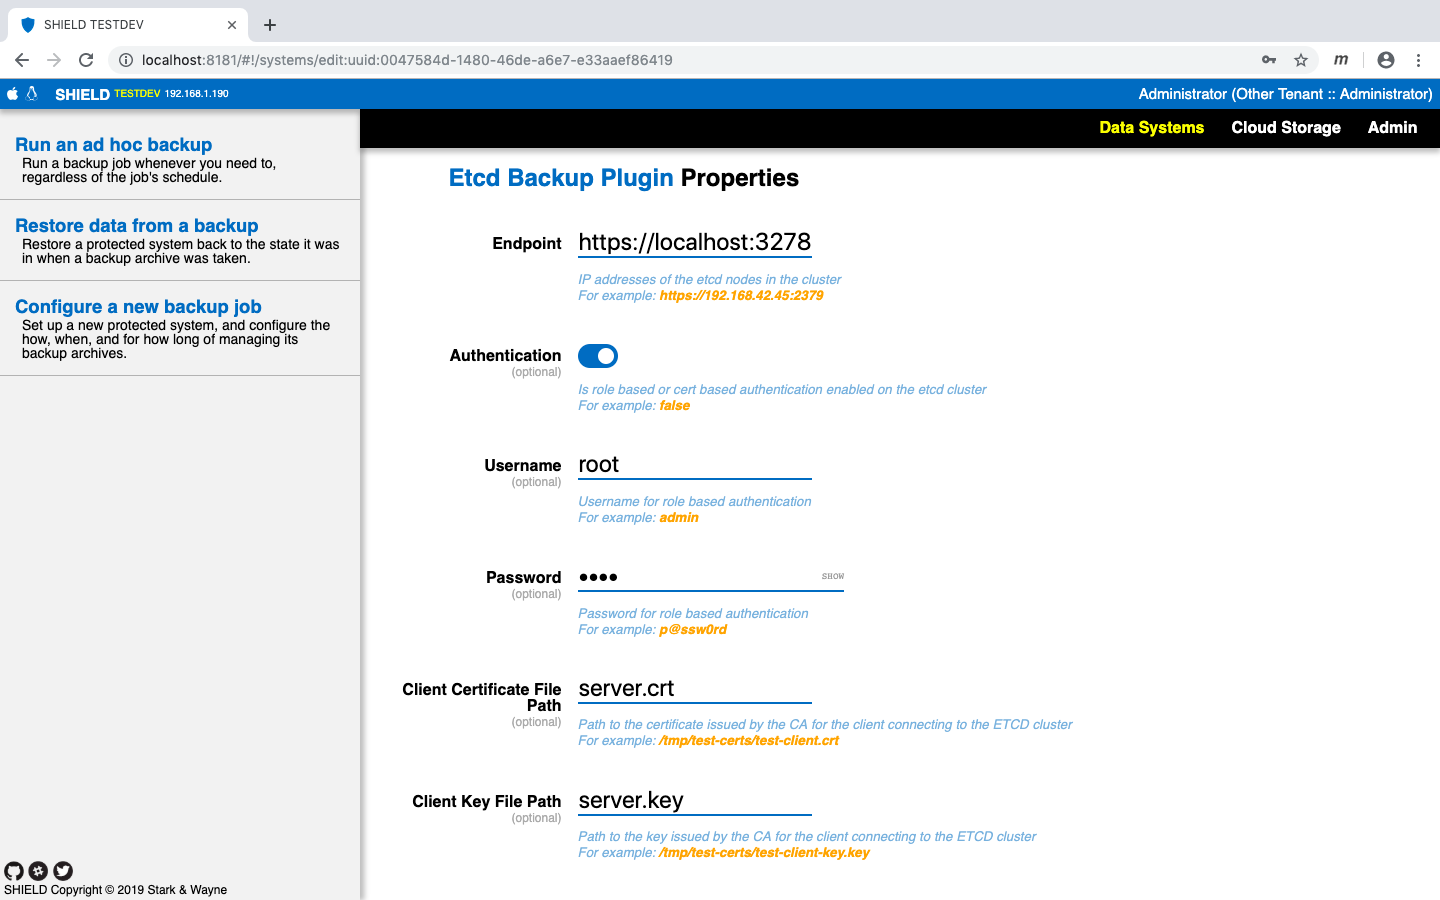 SHIELD TESTDEV
localhost:8181/#!/systems/edit:uuid:0047584d-1480-46de-a6e7-e33aaef86419
SHIELD TESTDEV 192.168.1.190
Administrator (Other Tenant :: Administrator)
Data Systems Cloud Storage Admin
Run an ad hoc backup
Run a backup job whenever you need to,
regardless of the job's schedule.
Restore data from a backup
Restore a protected system back to the state it was
in when a backup archive was taken.
Configure a new backup job
Set up a new protected system, and configure the
how, when, and for how long of managing its
backup archives.
Etcd Backup Plugin Properties
Endpoint https://localhost:3278
IP addresses of the etcd nodes in the cluster
For example: https://192.168.42.45:2379
Authentication
(optional)
Is role based or cert based authentication enabled on the etcd cluster
For example: false
Username root
(optional)
Username for role based authentication
For example: admin
Password •••• SHOW
(optional)
Password for role based authentication
For example: p@ssw0rd
Client Certificate File
Path
server.crt
(optional)
Path to the certificate issued by the CA for the client connecting to the ETCD cluster
For example: /tmp/test-certs/test-client.crt
Client Key File Path server.key
(optional)
Path to the key issued by the CA for the client connecting to the ETCD cluster
For example: /tmp/test-certs/test-client-key.key
SHIELD Copyright © 2019 Stark & Wayne